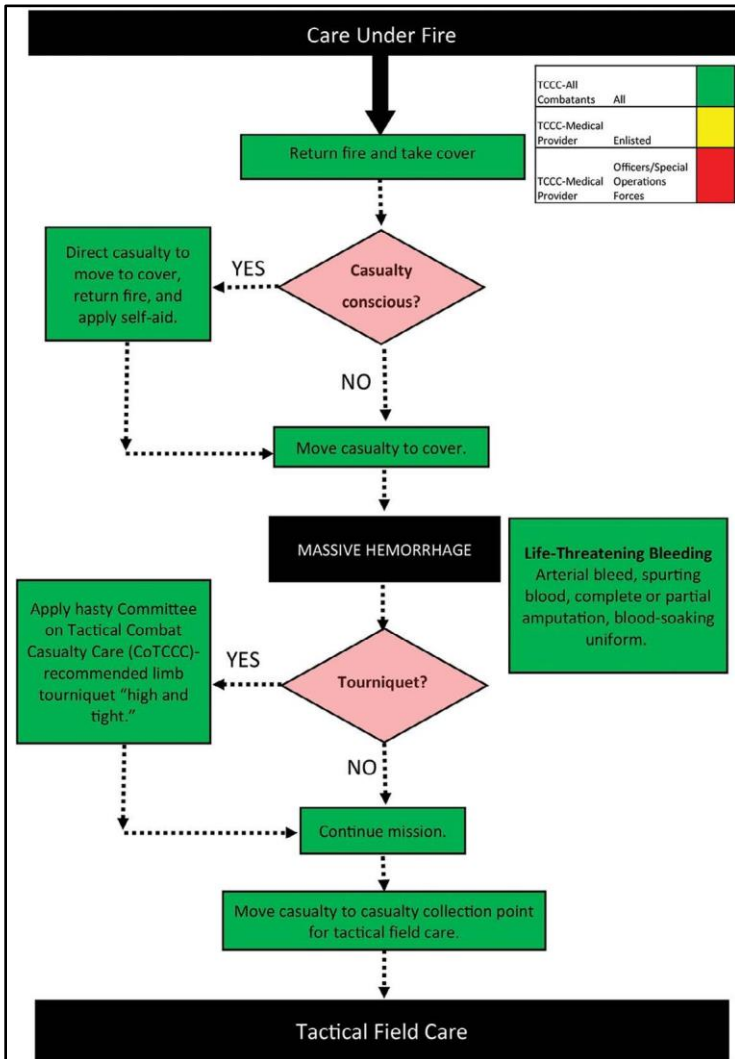 Care Under Fire
TCCC-All
Combatants All
TCCC-Medical
Provider Enlisted
Officers/Special
TCCC-Medical Operations
Provider Forces
Return fire and take cover
Casualty
conscious?
YES
Direct casualty to
move to cover,
return fire, and
apply self-aid.
NO
Move casualty to cover.
MASSIVE HEMORRHAGE
Life-Threatening Bleeding
Arterial bleed, spurting
blood, complete or partial
amputation, blood-soaking
uniform.
Tourniquet?
YES
Apply hasty Committee
on Tactical Combat
Casualty Care (CoTCCC)-
recommended limb
tourniquet “high and
tight.”
NO
Continue mission.
Move casualty to casualty collection point
for tactical field care.
Tactical Field Care